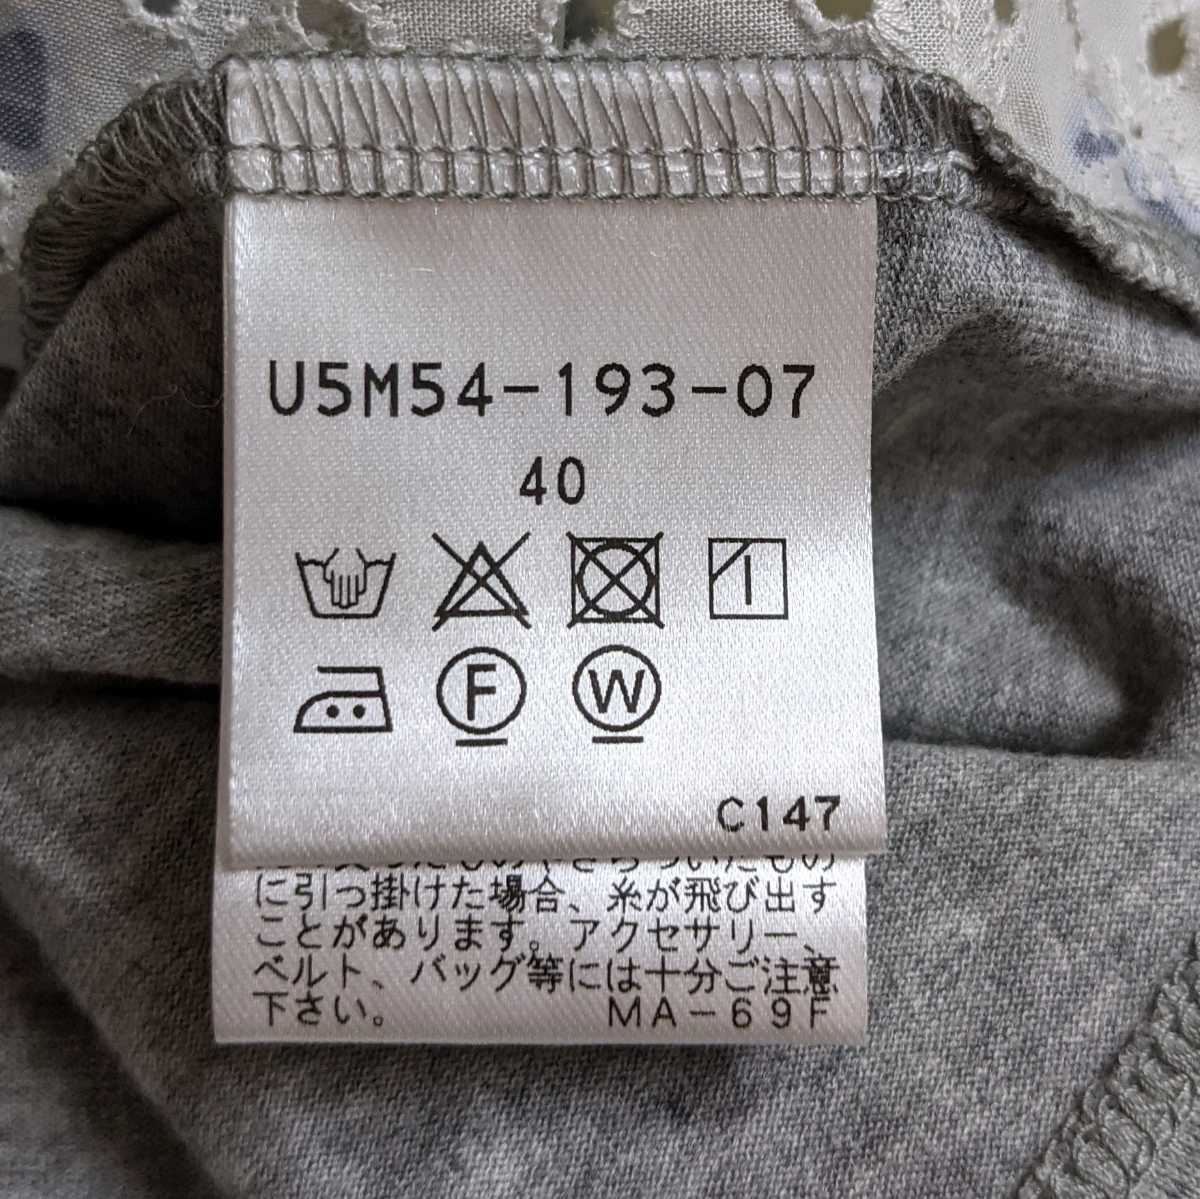 U5M54-193-07
40
F
W
C147
に引っ掛けた場合、糸が飛び出す
ことがあります。アクセサリー、
ベルト、バッグ等には十分ご注意
下さい。 MA-69F